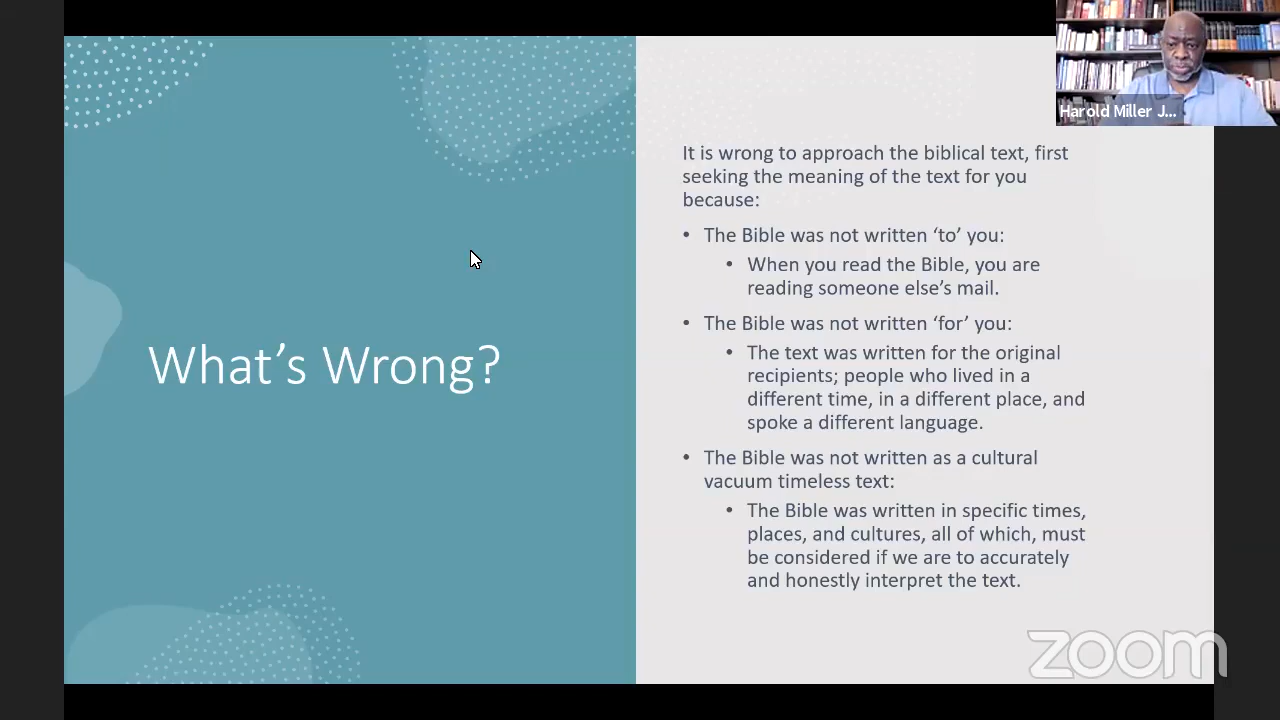 What's Wrong?
It is wrong to approach the biblical text, first
seeking the meaning of the text for you
because:
• The Bible was not written ‘to’ you:
• When you read the Bible, you are
reading someone else’s mail.
• The Bible was not written ‘for’ you:
• The text was written for the original
recipients; people who lived in a
different time, in a different place, and
spoke a different language.
• The Bible was not written as a cultural
vacuum timeless text:
• The Bible was written in specific times,
places, and cultures, all of which, must
be considered if we are to accurately
and honestly interpret the text.
Harold Miller J...
zoom